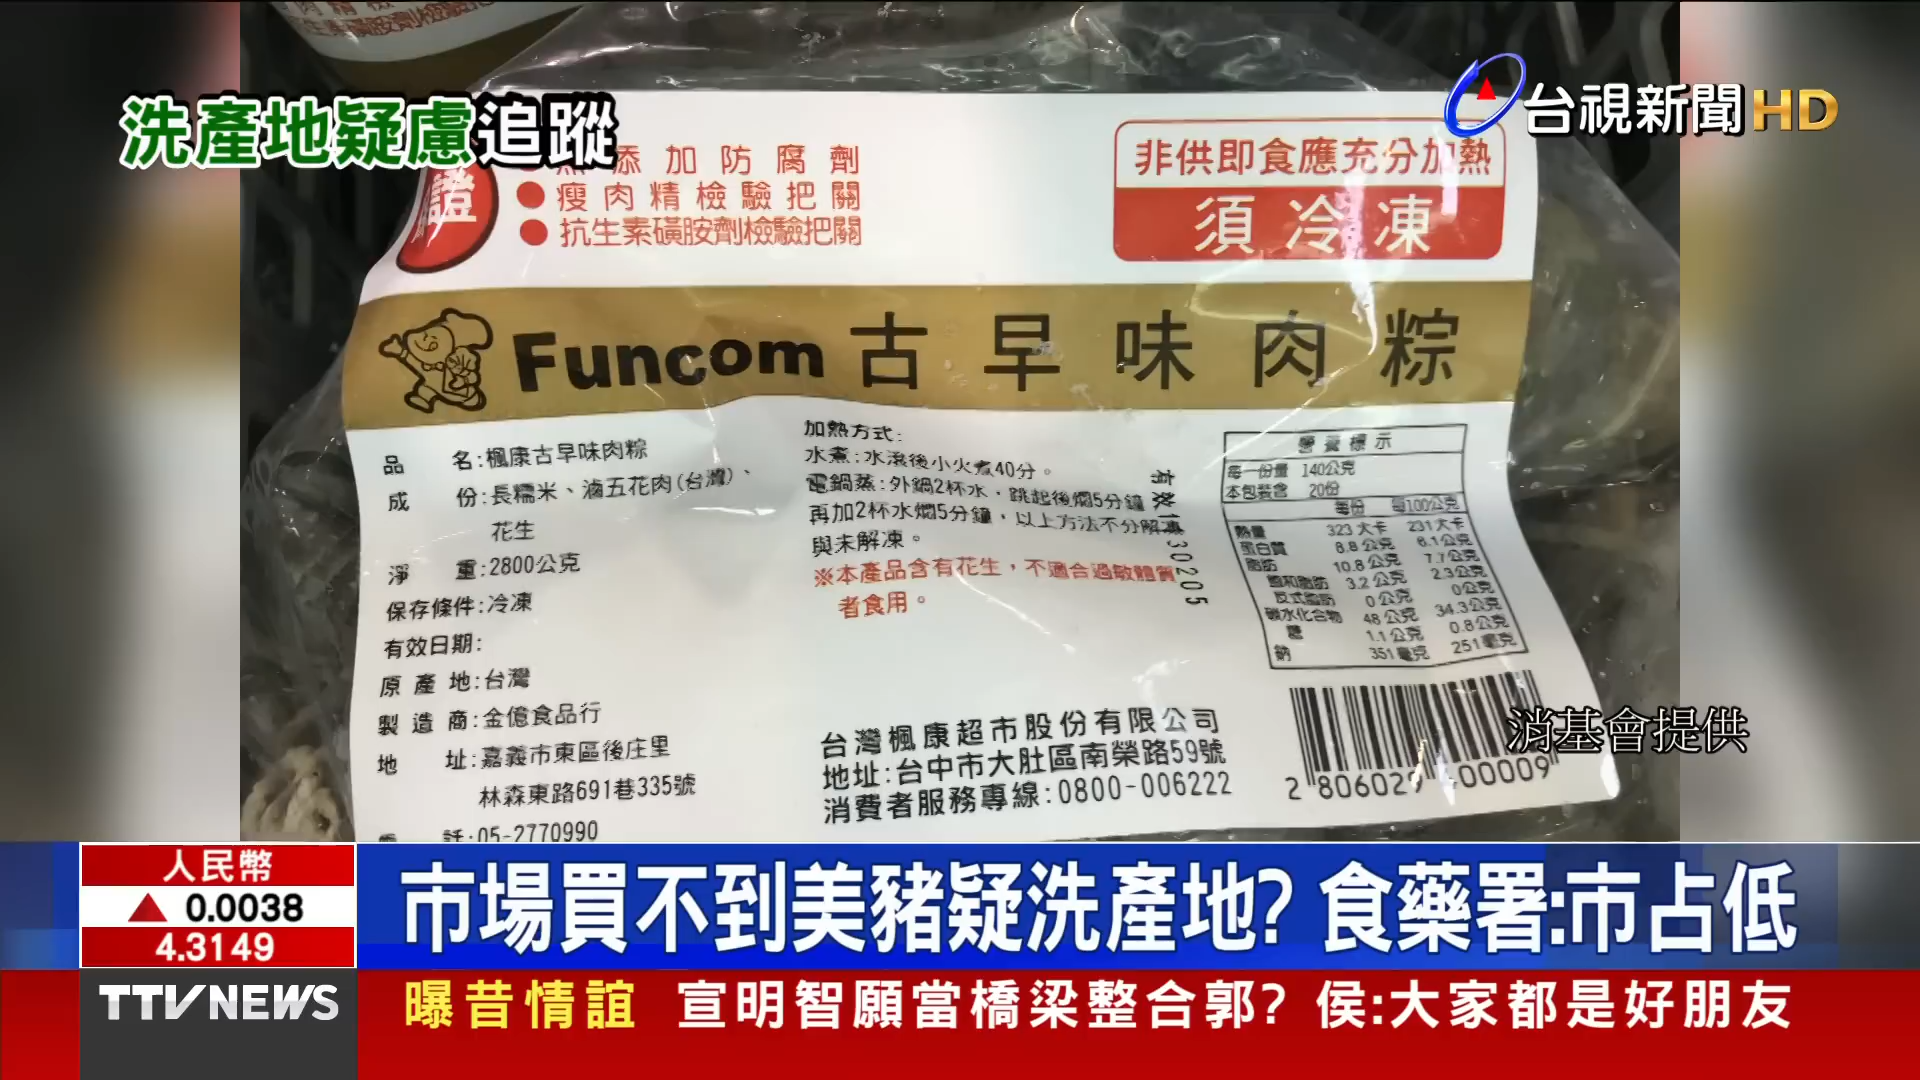 洗產地疑慮追蹤
台視新聞HD
證
添加防腐劑
瘦肉精檢驗把關
抗生素磺胺劑檢驗把關
非供即食應充分加熱
須冷凍
Funcom 古早味肉粽
品名:楓康古早味肉粽
成份:長糯米、滷五花肉(台灣)、
花生
淨重:2800公克
保存條件:冷凍
有效日期:
原產地:台灣
製造商:金億食品行
地址:嘉義市東區後庄里
林森東路691巷335號
電話:05-2770990
加熱方式:
水煮:水滾後小火煮40分。
電鍋蒸:外鍋2杯水，跳起後燜5分鐘
再加2杯水燜5分鐘，以上方法不分解凍
與未解凍。
※本產品含有花生，不適合過敏體質
者食用。
有效
130205
台灣楓康超市股份有限公司
地址:台中市大肚區南榮路59號
消費者服務專線:0800-006222
營養標示
每一份量 140公克
本包裝含 20份
每份 每100公克
熱量 323大卡 231大卡
蛋白質 8.8公克 6.1公克
脂肪 10.8公克 7.7公克
飽和脂肪 3.2公克 2.3公克
反式脂肪 0公克 0公克
碳水化合物 48公克 34.3公克
糖 1.1公克 0.8公克
鈉 351毫克 251毫克
2 806029 00009
消基會提供
人民幣
▲ 0.0038
4.3149
市場買不到美豬疑洗產地? 食藥署:市占低
TTV NEWS
曝昔情誼 宣明智願當橋梁整合郭? 侯:大家都是好朋友